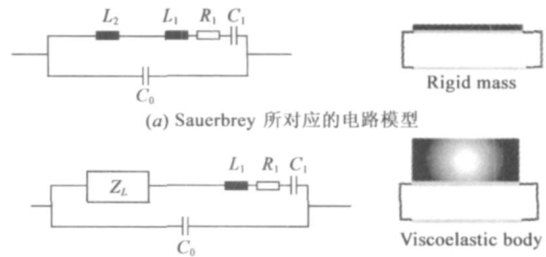 L₂ L₁ R₁ C₁
C₀
Rigid mass
(a) Sauerbrey 所对应的电路模型
Z_L L₁ R₁ C₁
C₀
Viscoelastic body